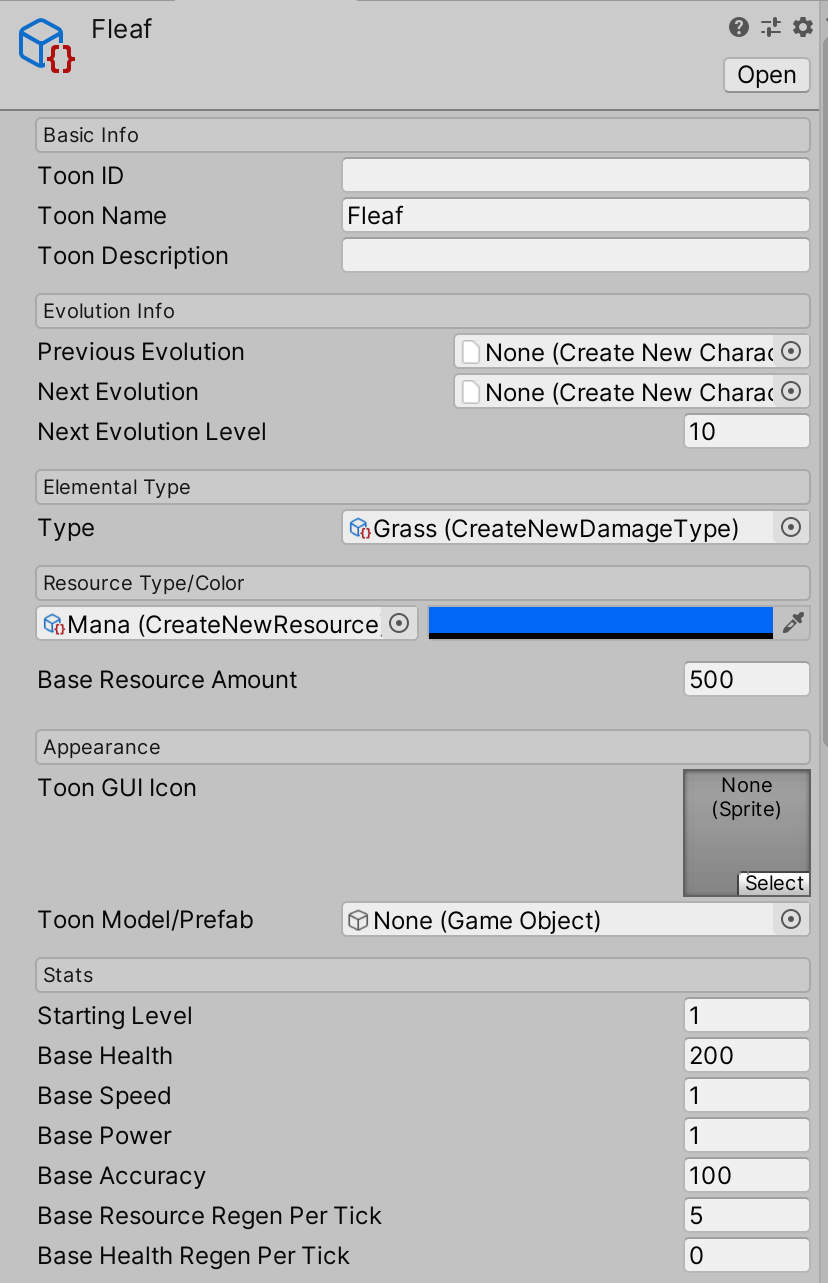 Fleaf
Open
Basic Info
Toon ID
Toon Name Fleaf
Toon Description
Evolution Info
Previous Evolution None (Create New Charac
Next Evolution None (Create New Charac
Next Evolution Level 10
Elemental Type
Type Grass (CreateNewDamageType)
Resource Type/Color
Mana (CreateNewResource)
Base Resource Amount 500
Appearance
Toon GUI Icon None
(Sprite)
Select
Toon Model/Prefab None (Game Object)
Stats
Starting Level 1
Base Health 200
Base Speed 1
Base Power 1
Base Accuracy 100
Base Resource Regen Per Tick 5
Base Health Regen Per Tick 0